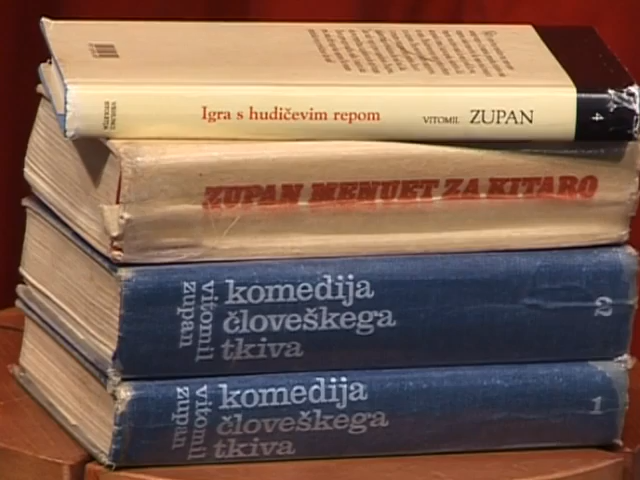 Igra s hudičevim repom VITOMIL ZUPAN 4
ZUPAN MENUET ZA KITARO
vitomil
zupan
komedija
človeškega
tkiva
2
vitomil
zupan
komedija
človeškega
tkiva
1